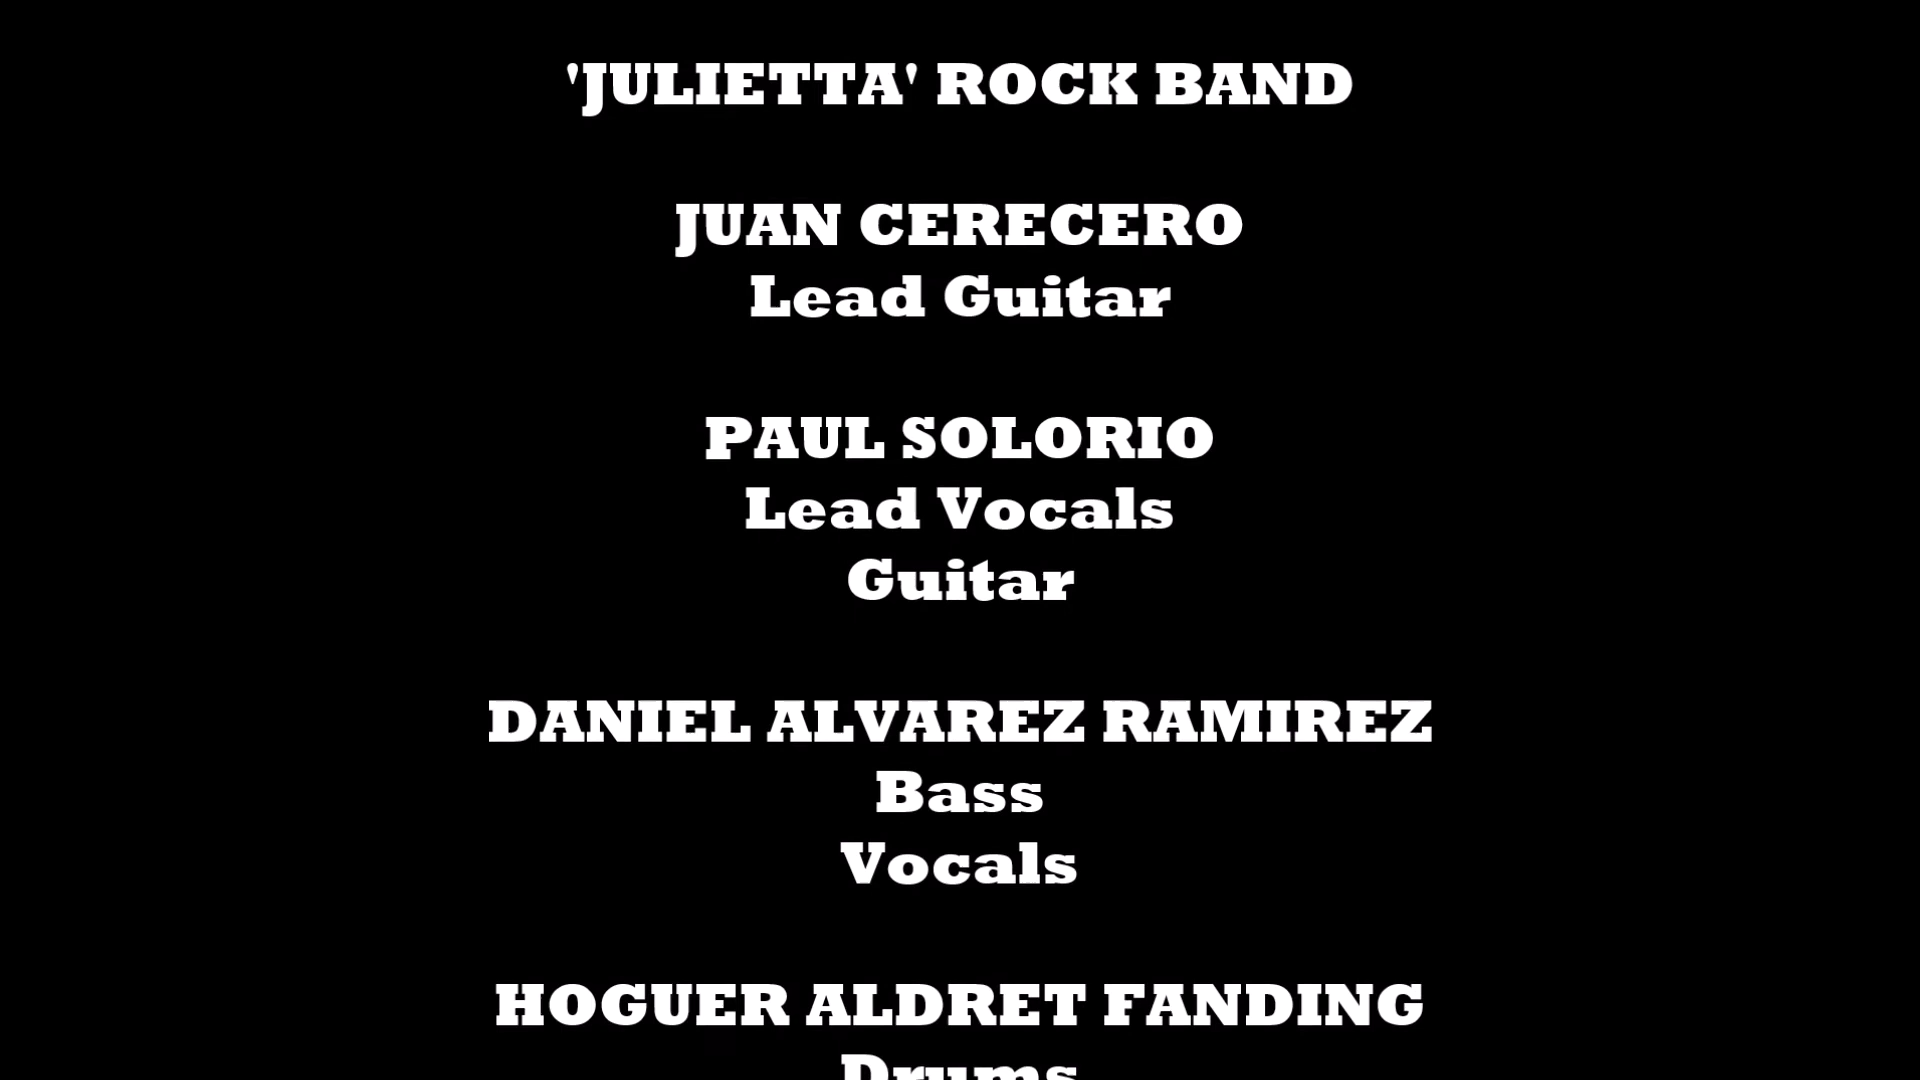 'JULIETTA' ROCK BAND
JUAN CERECERO
Lead Guitar
PAUL SOLORIO
Lead Vocals
Guitar
DANIEL ALVAREZ RAMIREZ
Bass
Vocals
HOGUER ALDRET FANDING
Drums